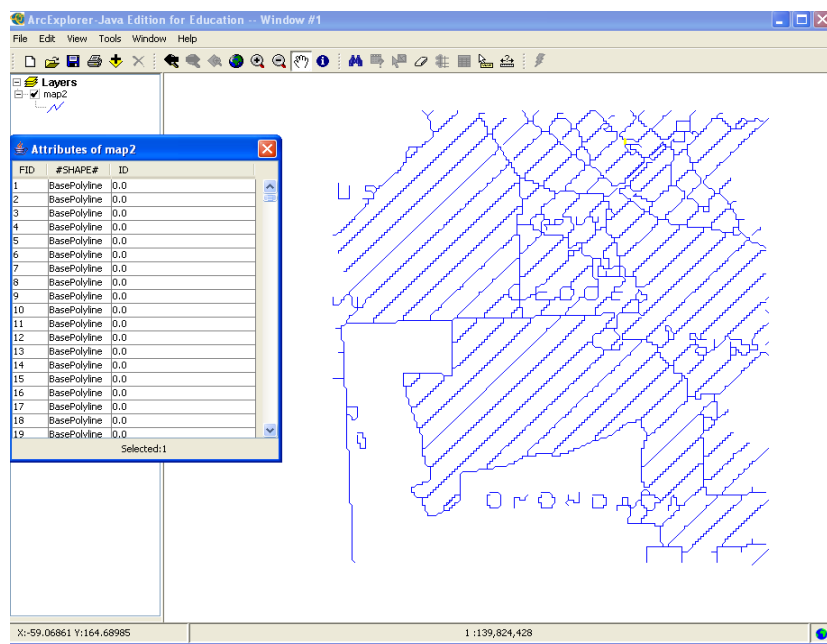 ArcExplorer-Java Edition for Education -- Window #1
File Edit View Tools Window Help
Layers
map2
Attributes of map2
FID #SHAPE# ID
1 BasePolyline 0.0
2 BasePolyline 0.0
3 BasePolyline 0.0
4 BasePolyline 0.0
5 BasePolyline 0.0
6 BasePolyline 0.0
7 BasePolyline 0.0
8 BasePolyline 0.0
9 BasePolyline 0.0
10 BasePolyline 0.0
11 BasePolyline 0.0
12 BasePolyline 0.0
13 BasePolyline 0.0
14 BasePolyline 0.0
15 BasePolyline 0.0
16 BasePolyline 0.0
17 BasePolyline 0.0
18 BasePolyline 0.0
19 BasePolyline 0.0
Selected:1
U S
X:-59.06861 Y:164.68985
1 :139,824,428